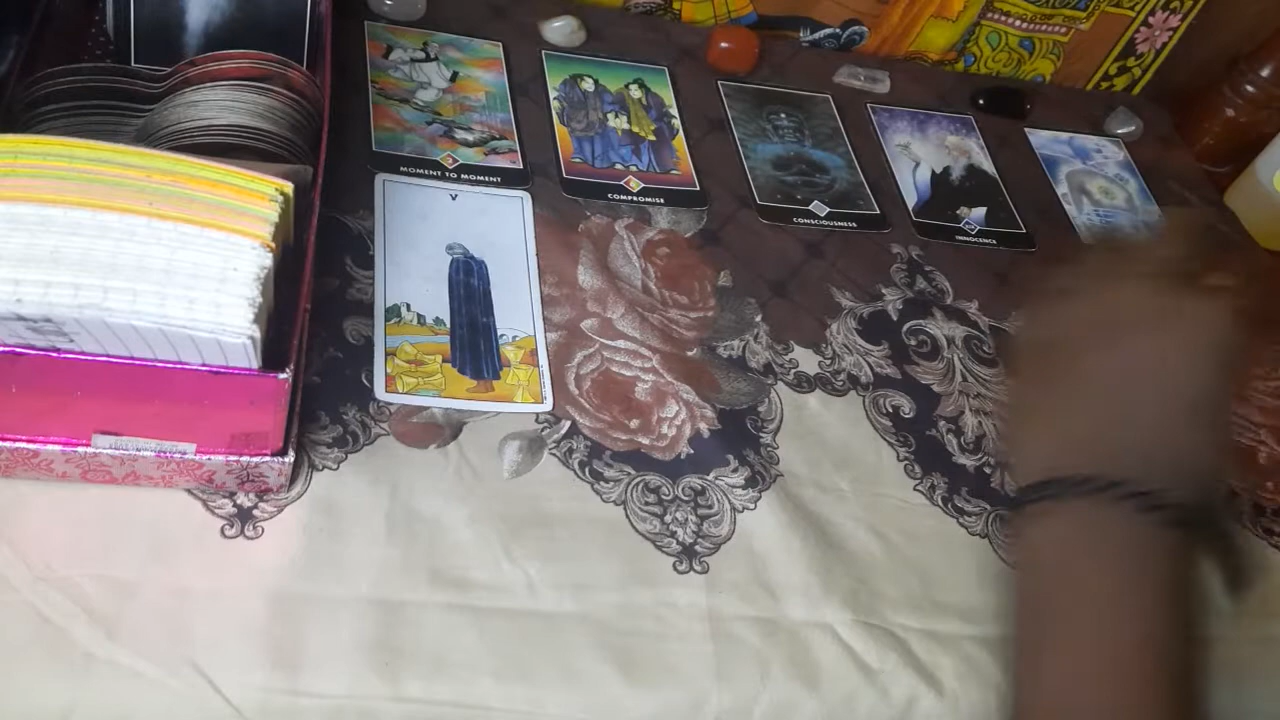 MOMENT TO MOMENT
COMPROMISE
CONSCIOUSNESS
INNOCENCE
V